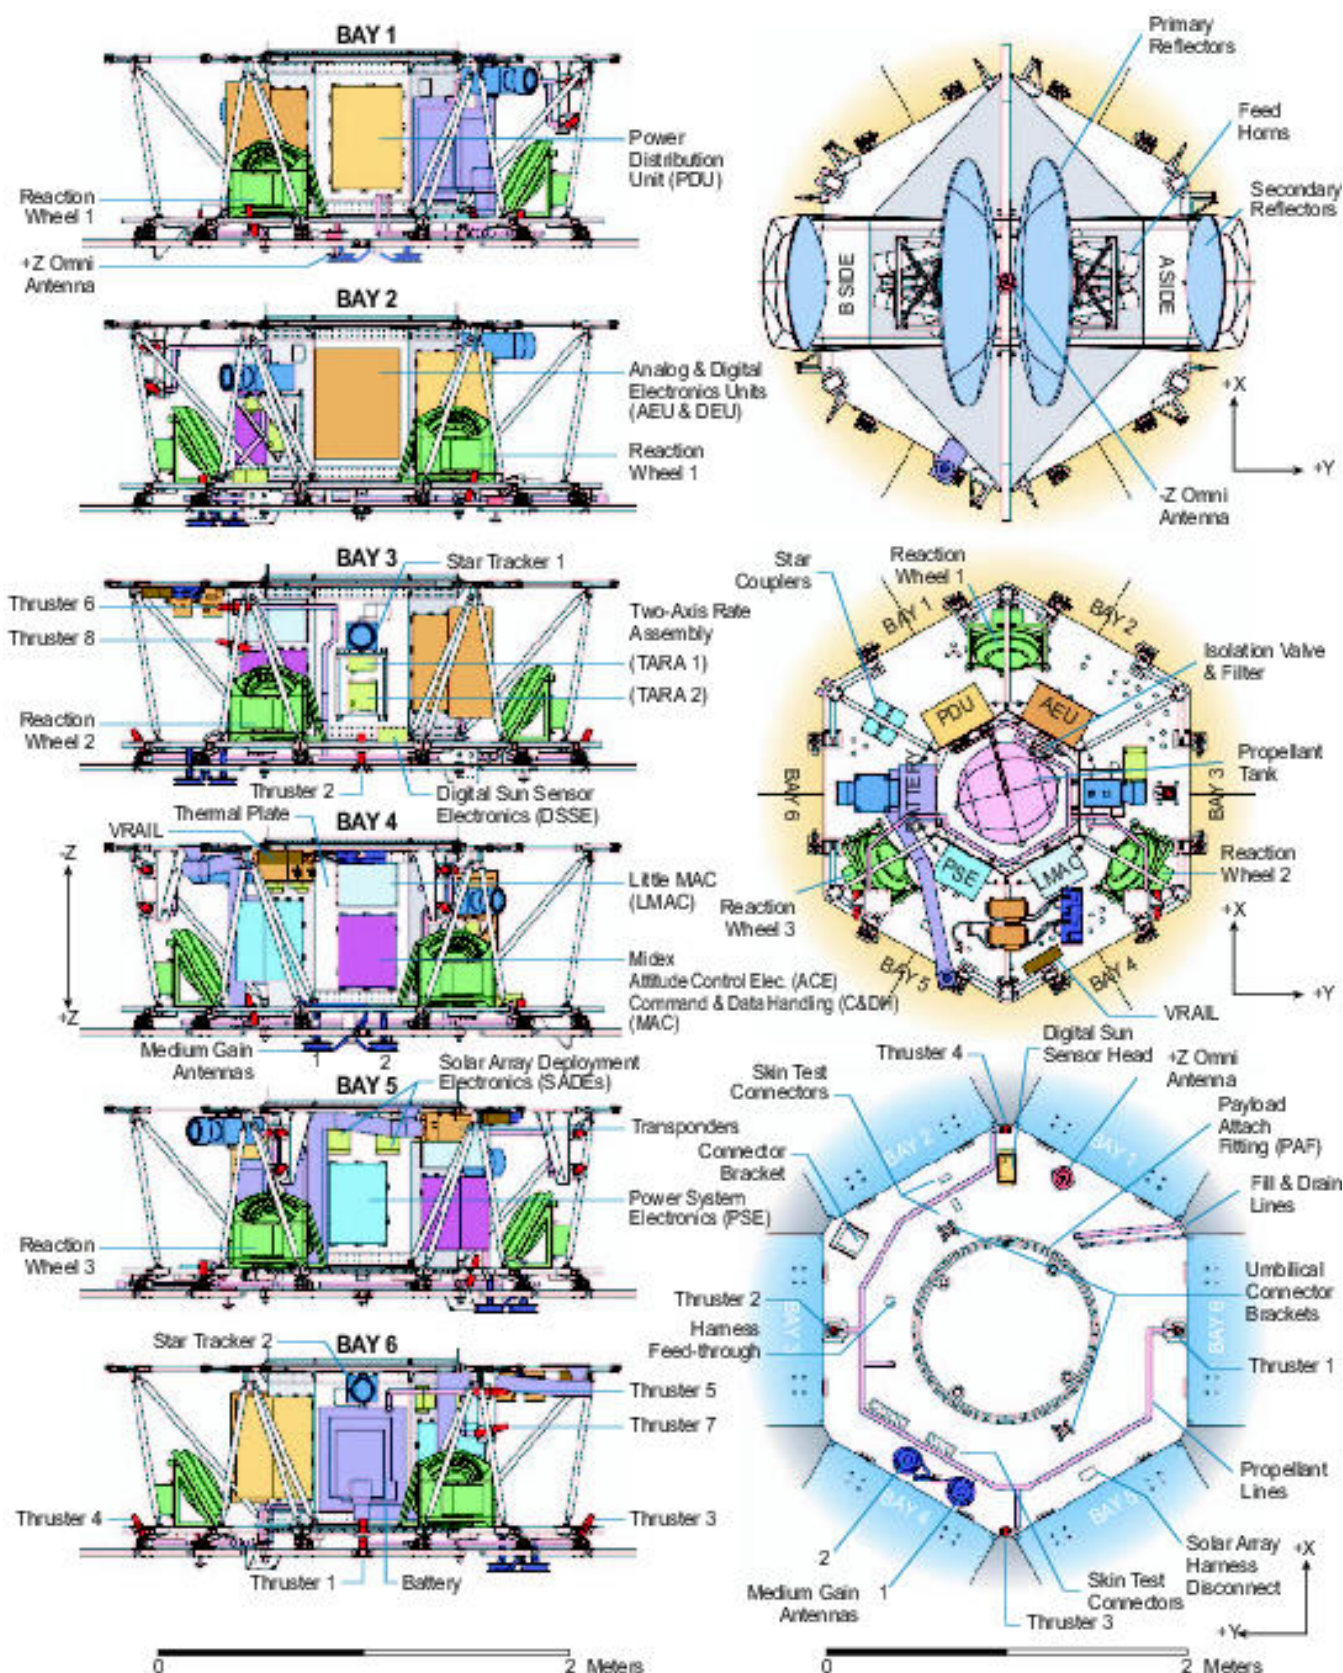 BAY 1
Power
Distribution
Unit (PDU)
Reaction
Wheel 1
+Z Omni
Antenna
BAY 2
Analog & Digital
Electronics Units
(AEU & DEU)
Reaction
Wheel 1
BAY 3
Star Tracker 1
Thruster 6
Thruster 8
Two-Axis Rate
Assembly
(TARA 1)
(TARA 2)
Reaction
Wheel 2
Thruster 2
Digital Sun Sensor
Electronics (DSSE)
Thermal Plate
VRAIL
BAY 4
-Z
+Z
Little MAC
(LMAC)
Midex
Attitude Control Elec. (ACE)
Command & Data Handling (C&DH)
(MAC)
Medium Gain
Antennas
1
2
Solar Array Deployment
Electronics (SADEs)
BAY 5
Transponders
Power System
Electronics (PSE)
Reaction
Wheel 3
Star Tracker 2
BAY 6
Thruster 5
Thruster 7
Thruster 4
Thruster 3
Thruster 1
Battery
0
2
Meters
Primary
Reflectors
Feed
Horns
Secondary
Reflectors
B SIDE
A SIDE
+X
+Y
-Z Omni
Antenna
Star
Couplers
Reaction
Wheel 1
BAY 1
BAY 2
Isolation Valve
& Filter
PDU
AEU
BATTERY
Propellant
Tank
BAY 6
BAY 3
PSE
LMAC
Reaction
Wheel 2
Reaction
Wheel 3
BAY 5
BAY 4
+X
+Y
VRAIL
Thruster 4
Digital Sun
Sensor Head
+Z Omni
Antenna
Skin Test
Connectors
Payload
Attach
Fitting (PAF)
Connector
Bracket
BAY 2
BAY 1
Fill & Drain
Lines
Thruster 2
Harness
Feed-through
Umbilical
Connector
Brackets
BAY 6
Thruster 1
BAY 4
BAY 5
Propellant
Lines
2
1
Medium Gain
Antennas
Skin Test
Connectors
Solar Array
Harness
Disconnect
Thruster 3
+X
+Y
0
2
Meters